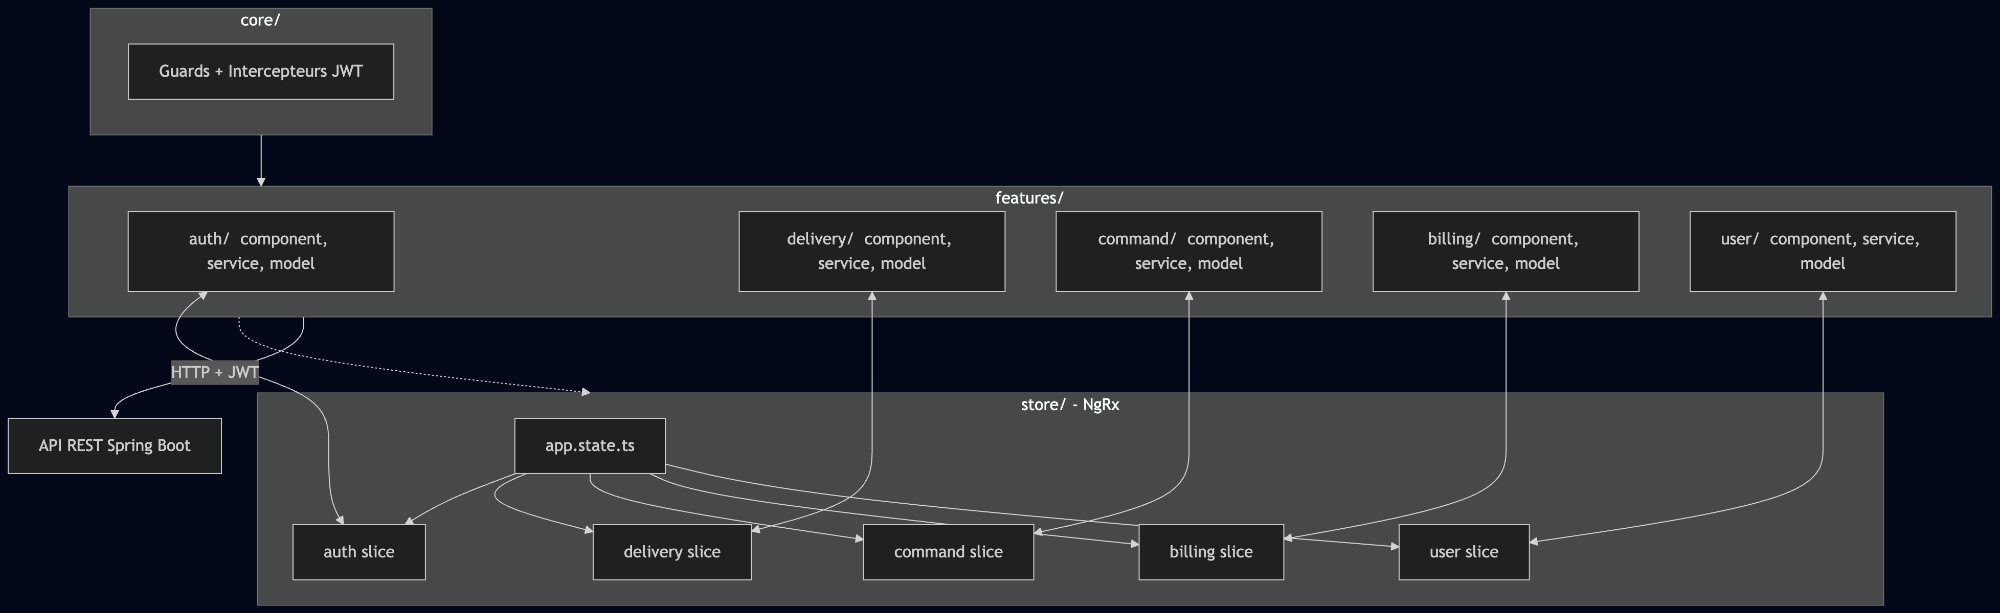 core/
Guards + Intercepteurs JWT
features/
auth/ component,
service, model
delivery/ component,
service, model
command/ component,
service, model
billing/ component,
service, model
user/ component, service,
model
HTTP + JWT
API REST Spring Boot
store/ - NgRx
app.state.ts
auth slice
delivery slice
command slice
billing slice
user slice